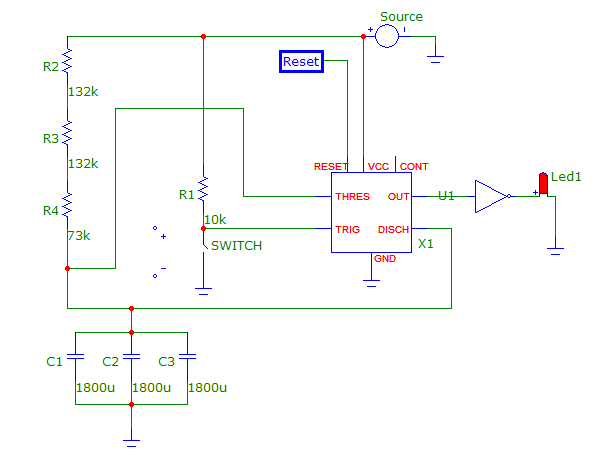 Source
+
R2
Reset
132k
RESET
VCC
CONT
R3
132k
R1
THRES
OUT
U1
+
Led1
R4
10k
TRIG
DISCH
X1
73k
+
SWITCH
GND
C1
C2
C3
1800u
1800u
1800u